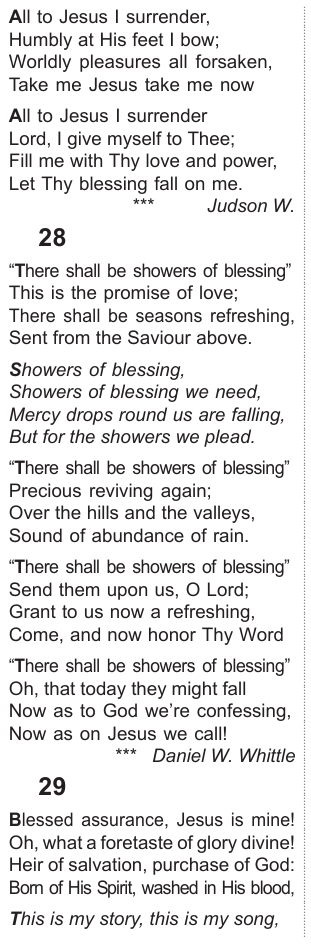 All to Jesus I surrender,
Humbly at His feet I bow;
Worldly pleasures all forsaken,
Take me Jesus take me now
All to Jesus I surrender
Lord, I give myself to Thee;
Fill me with Thy love and power,
Let Thy blessing fall on me.
*** Judson W.
28
“There shall be showers of blessing”
This is the promise of love;
There shall be seasons refreshing,
Sent from the Saviour above.
Showers of blessing,
Showers of blessing we need,
Mercy drops round us are falling,
But for the showers we plead.
“There shall be showers of blessing”
Precious reviving again;
Over the hills and the valleys,
Sound of abundance of rain.
“There shall be showers of blessing”
Send them upon us, O Lord;
Grant to us now a refreshing,
Come, and now honor Thy Word
“There shall be showers of blessing”
Oh, that today they might fall
Now as to God we’re confessing,
Now as on Jesus we call!
*** Daniel W. Whittle
29
Blessed assurance, Jesus is mine!
Oh, what a foretaste of glory divine!
Heir of salvation, purchase of God:
Born of His Spirit, washed in His blood,
This is my story, this is my song,